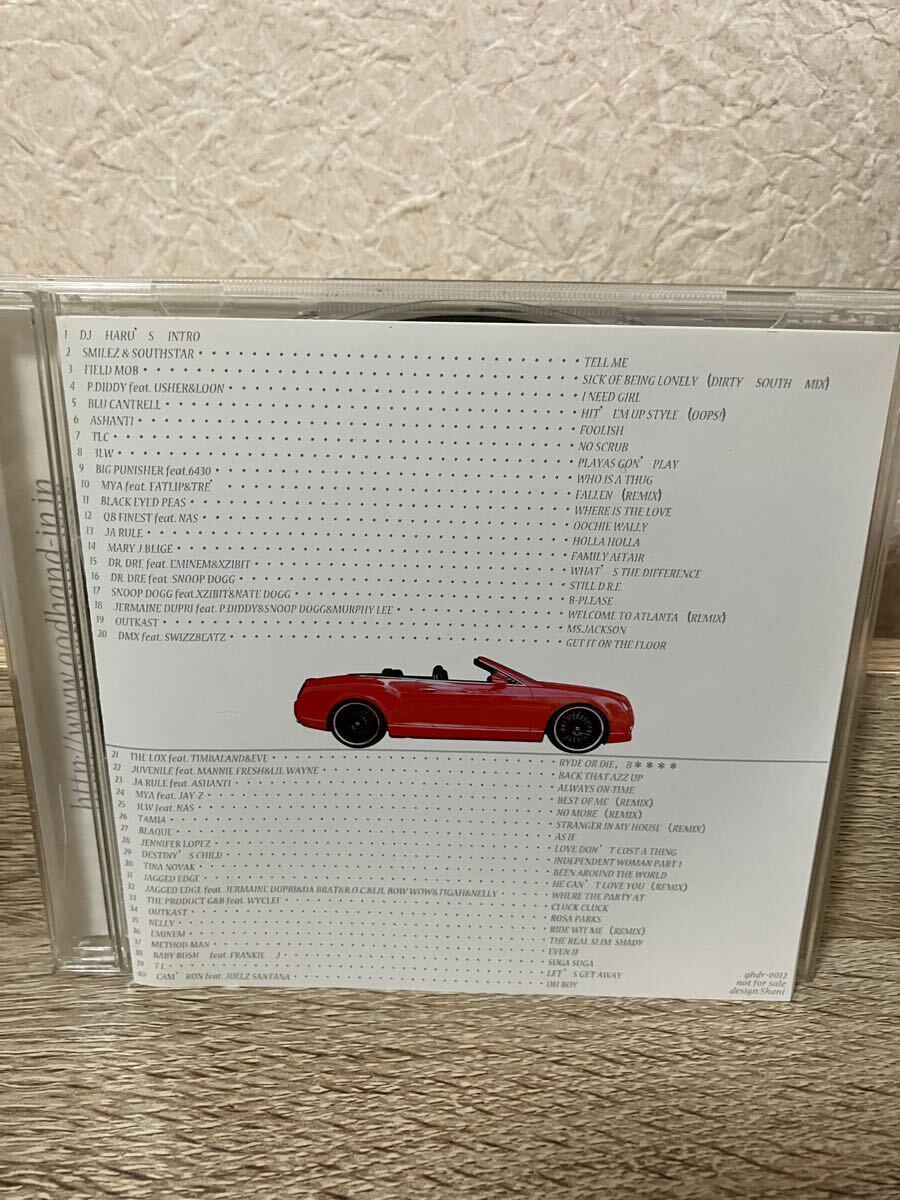 1 DJ HARU'S INTRO
2 SMILEZ & SOUTHSTAR TELL ME
3 FIELD MOB SICK OF BEING LONELY (DIRTY SOUTH MIX)
4 P.DIDDY feat. USHER&LOON I NEED GIRL
5 BLU CANTRELL HIT' EM UP STYLE (OOPS!)
6 ASHANTI FOOLISH
7 TLC NO SCRUB
8 3LW PLAYAS GON' PLAY
9 BIG PUNISHER feat.6430 WHO IS A THUG
10 MYA feat. FATLIP&TRE' FALLEN (REMIX)
11 BLACK EYED PEAS WHERE IS THE LOVE
12 QB FINEST feat. NAS OOCHIE WALLY
13 JA RULE HOLLA HOLLA
14 MARY J BLIGE FAMILY AFFAIR
15 DR. DRE feat. EMINEM&XZIBIT WHAT'S THE DIFFERENCE
16 DR. DRE feat .SNOOP DOGG STILL D.R.E.
17 SNOOP DOGG feat.XZIBIT&NATE DOGG B-PLEASE
18 JERMAINE DUPRI feat. P.DIDDY&SNOOP DOGG&MURPHY LEE WELCOME TO ATLANTA (REMIX)
19 OUTKAST MS.JACKSON
20 DMX feat. SWIZZBEATZ GET IT ON THE FLOOR
21 THE LOX feat. TIMBALAND&EVE RYDE OR DIE, B****
22 JUVENILE feat. MANNIE FRESH&LIL WAYNE BACK THAT AZZ UP
23 JA RULE feat. ASHANTI ALWAYS ON-TIME
24 MYA feat. JAY-Z BEST OF ME (REMIX)
25 3LW feat. NAS NO MORE (REMIX)
26 TAMIA STRANGER IN MY HOUSE (REMIX)
27 BLAQUE AS IF
28 JENNIFER LOPEZ LOVE DON'T COST A THING
29 DESTINY'S CHILD INDEPENDENT WOMAN PART 1
30 TINA NOVAK BEEN AROUND THE WORLD
31 JAGGED EDGE HE CAN'T LOVE YOU (REMIX)
32 JAGGED EDGE feat. JERMAINE DUPRI&DA BRAT&R.O.C.&LIL BOW WOW&TIGAH&NELLY WHERE THE PARTY AT
33 THE PRODUCT G&B feat. WYCLEF CLUCK CLUCK
34 OUTKAST ROSA PARKS
35 NELLY RIDE WIT ME (REMIX)
36 EMINEM THE REAL SLIM SHADY
37 METHOD MAN EVEN IF
38 BABY BUSH feat. FRANKIE J SUGA SUGA
39 T.I. LET'S GET AWAY
40 CAM'RON feat. JUELZ SANTANA OH BOY
ghdr-0012
not for sale
design:Shani
http://www.godhand-jp.jp